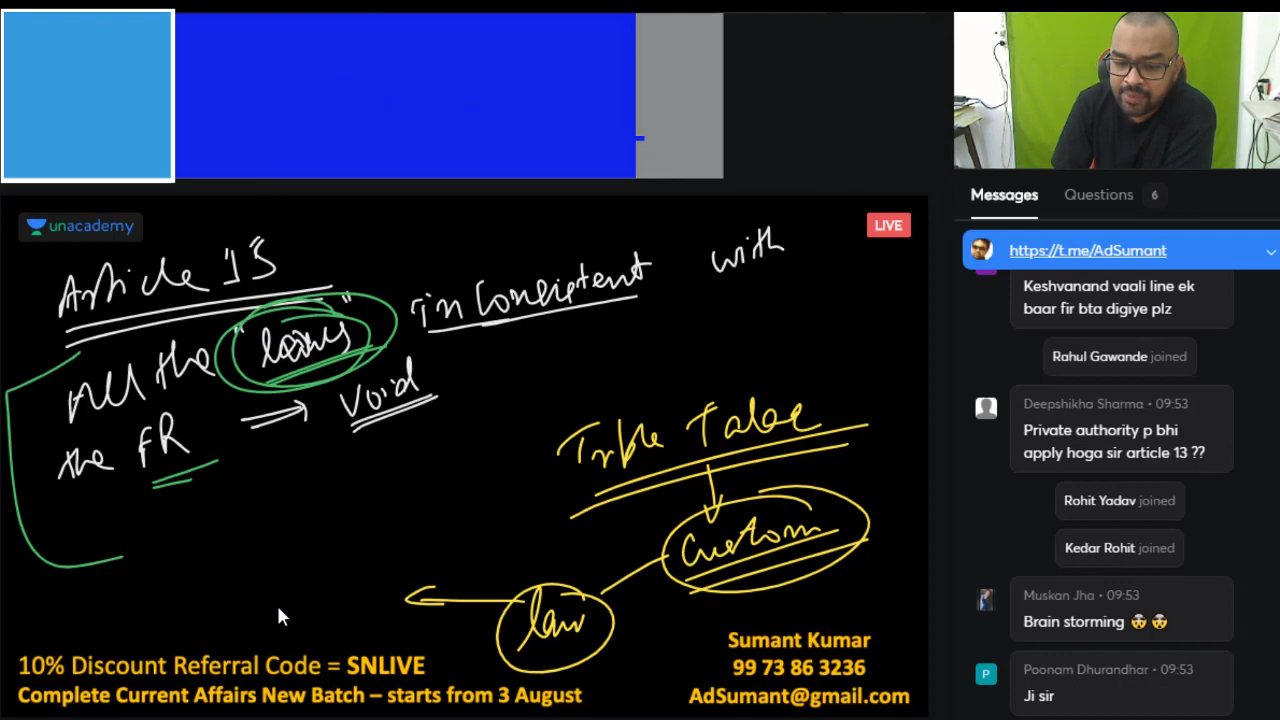 unacademy
LIVE
Article 13
All the "laws" inconsistent with
the FR ⇒ Void
Triple Talaq
Custom
law
10% Discount Referral Code = SNLIVE
Complete Current Affairs New Batch – starts from 3 August
Sumant Kumar
99 73 86 3236
AdSumant@gmail.com
Messages Questions 6
https://t.me/AdSumant
Keshvanand vaali line ek
baar fir bta digiye plz
Rahul Gawande joined
Deepshikha Sharma • 09:53
Private authority p bhi
apply hoga sir article 13 ??
Rohit Yadav joined
Kedar Rohit joined
Muskan Jha • 09:53
Brain storming 🤯 🤯
P
Poonam Dhurandhar • 09:53
Ji sir